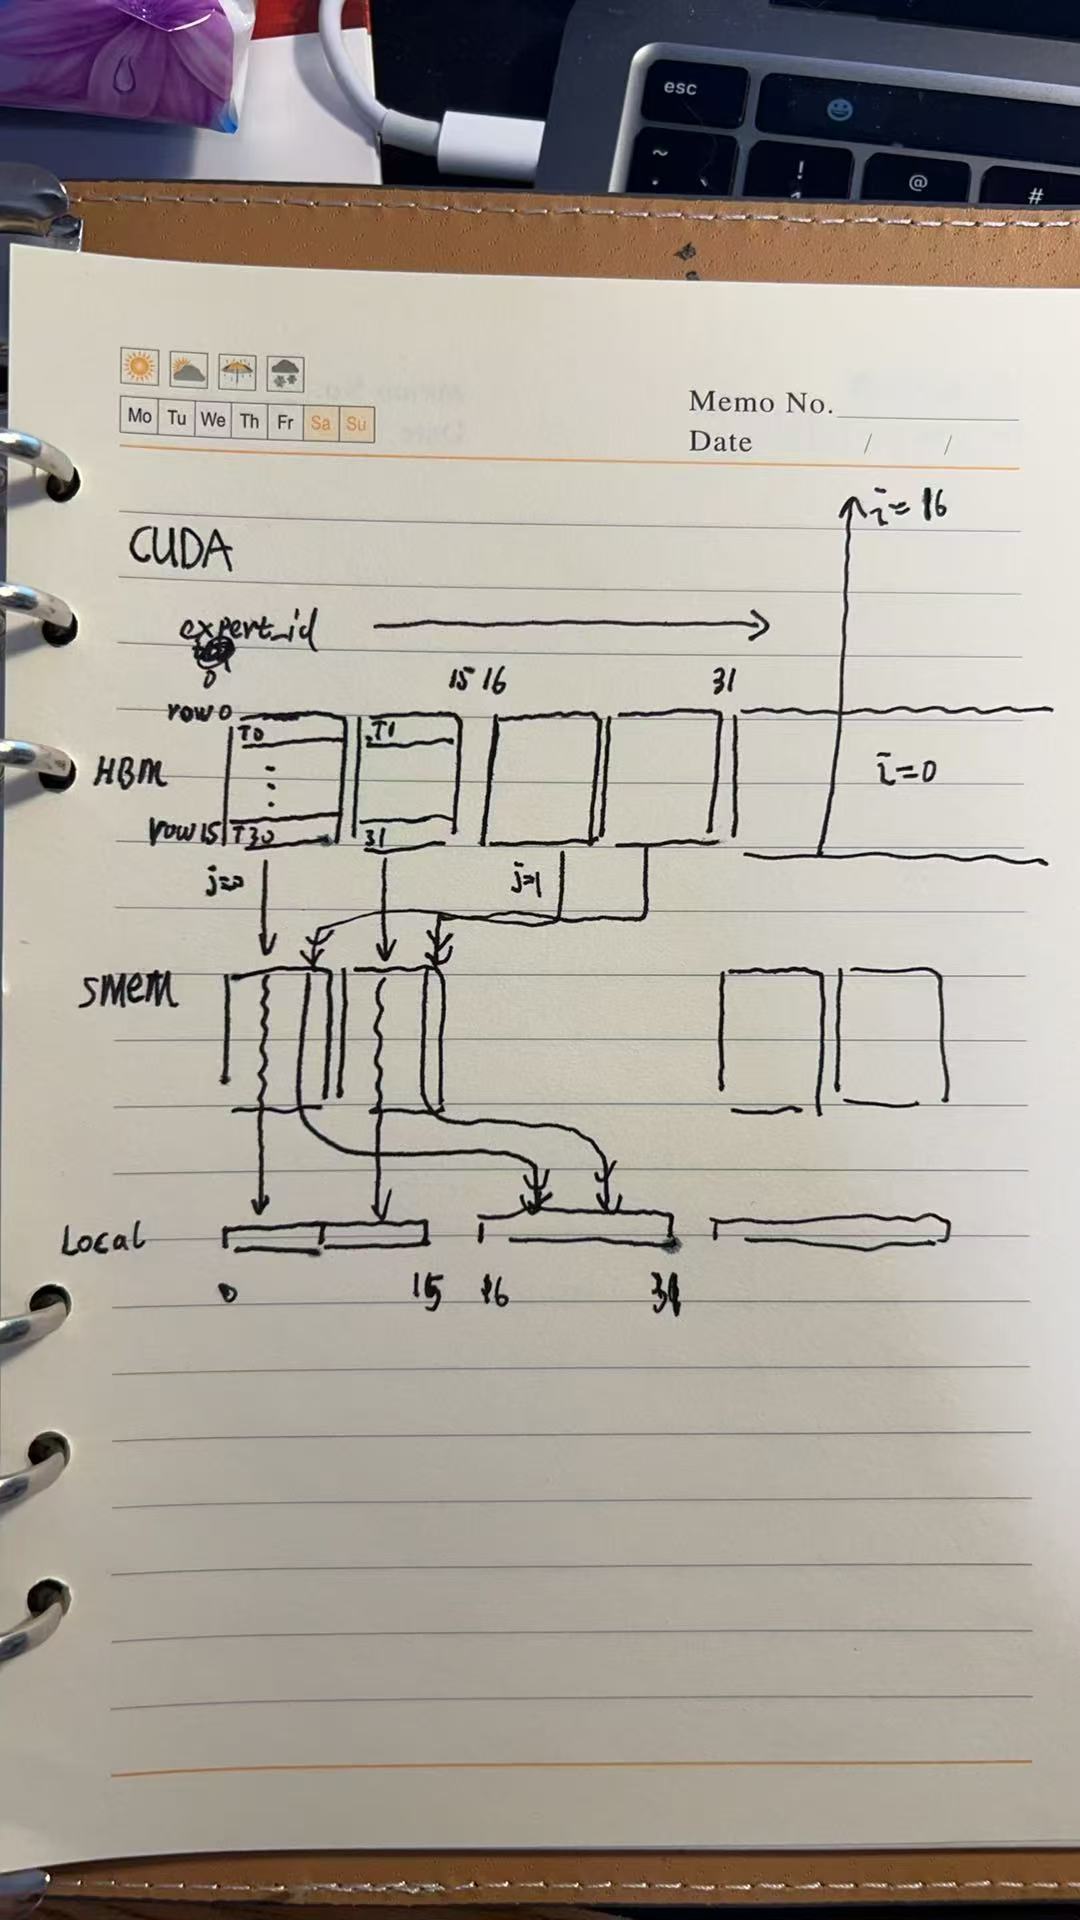 esc
~
!
@
#
Mo Tu We Th Fr Sa Su
Memo No.
Date / /
i=16
CUDA
expert_id
0 15 16 31
row0
T0 T1
HBM
i=0
row15 T30 31
j=0 j=1
SMEM
Local
0 15 16 31